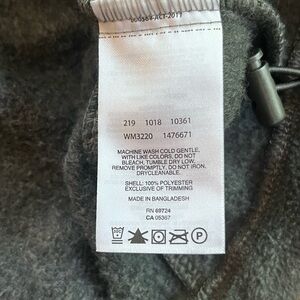 219 1018 10361
WM3220 1476671
MACHINE WASH COLD GENTLE,
WITH LIKE COLORS, DO NOT
BLEACH, TUMBLE DRY LOW,
REMOVE PROMPTLY. DO NOT IRON.
DRYCLEANABLE.
SHELL: 100% POLYESTER
EXCLUSIVE OF TRIMMING
MADE IN BANGLADESH
RN 69724
CA 05367
P